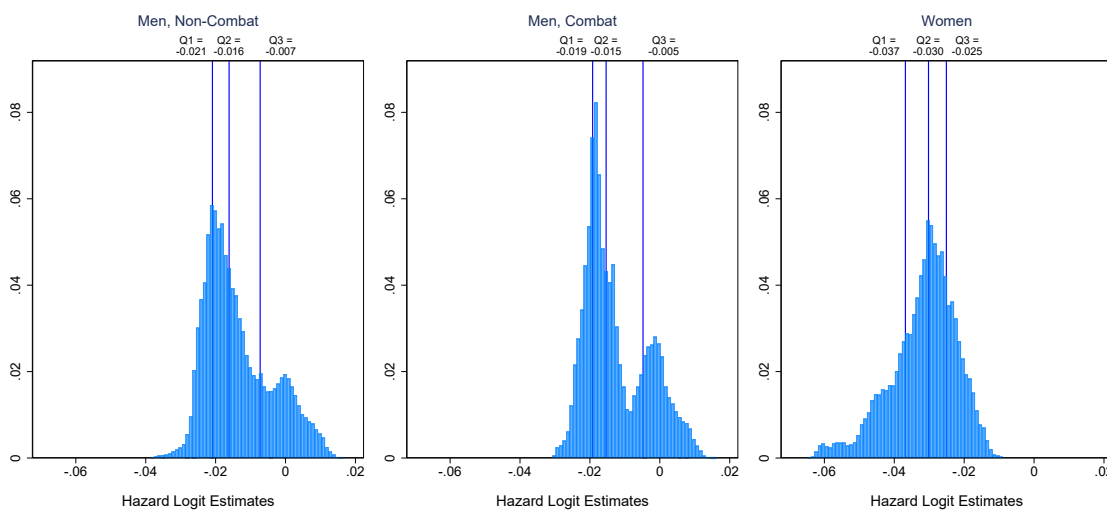 Men, Non-Combat
Q1 = Q2 = Q3 =
-0.021 -0.016 -0.007
.08
.06
.04
.02
0
-.06 -.04 -.02 0 .02
Hazard Logit Estimates
Men, Combat
Q1 = Q2 = Q3 =
-0.019 -0.015 -0.005
.08
.06
.04
.02
0
-.06 -.04 -.02 0 .02
Hazard Logit Estimates
Women
Q1 = Q2 = Q3 =
-0.037 -0.030 -0.025
.08
.06
.04
.02
0
-.06 -.04 -.02 0 .02
Hazard Logit Estimates